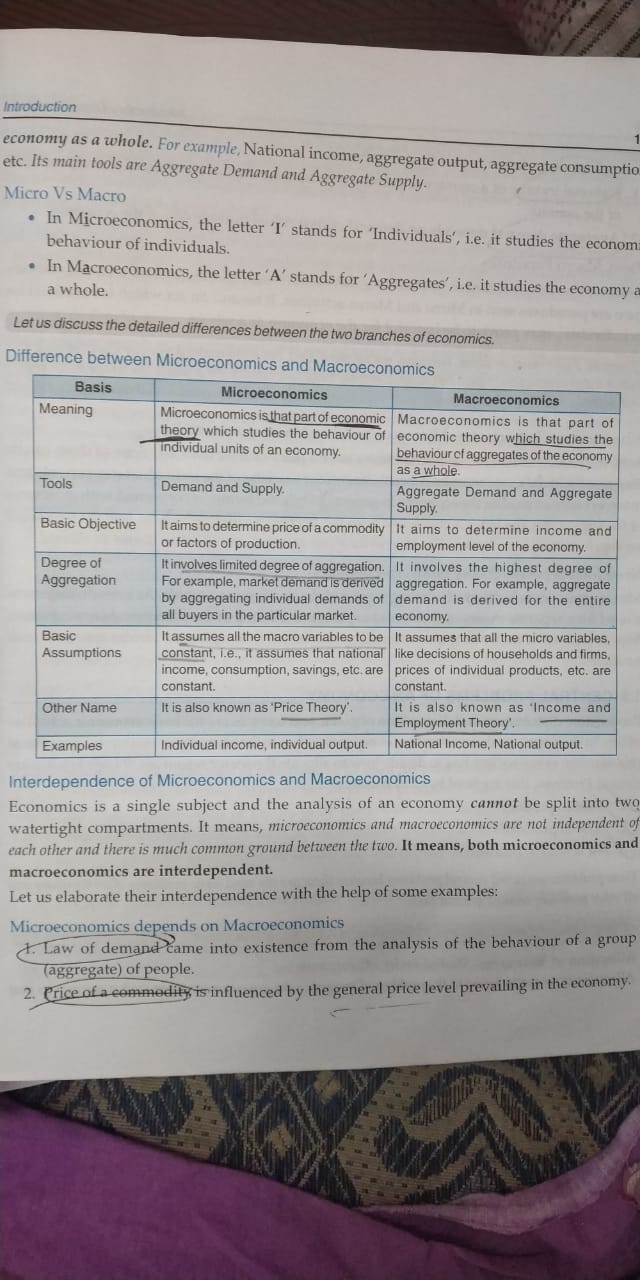 Introduction
1
economy as a whole. For example, National income, aggregate output, aggregate consumptio
etc. Its main tools are Aggregate Demand and Aggregate Supply.
Micro Vs Macro
• In Microeconomics, the letter 'I' stands for 'Individuals', i.e. it studies the econom
behaviour of individuals.
• In Macroeconomics, the letter 'A' stands for 'Aggregates', i.e. it studies the economy a
a whole.
Let us discuss the detailed differences between the two branches of economics.
Difference between Microeconomics and Macroeconomics
Basis
Microeconomics
Macroeconomics
Meaning
Microeconomics is that part of economic
theory which studies the behaviour of
individual units of an economy.
Macroeconomics is that part of
economic theory which studies the
behaviour of aggregates of the economy
as a whole.
Tools
Demand and Supply.
Aggregate Demand and Aggregate
Supply.
Basic Objective
It aims to determine price of a commodity
or factors of production.
It aims to determine income and
employment level of the economy.
Degree of
Aggregation
It involves limited degree of aggregation.
For example, market demand is derived
by aggregating individual demands of
all buyers in the particular market.
It involves the highest degree of
aggregation. For example, aggregate
demand is derived for the entire
economy.
Basic
Assumptions
It assumes all the macro variables to be
constant, i.e., it assumes that national
income, consumption, savings, etc. are
constant.
It assumes that all the micro variables,
like decisions of households and firms,
prices of individual products, etc. are
constant.
Other Name
It is also known as 'Price Theory'.
It is also known as 'Income and
Employment Theory'.
Examples
Individual income, individual output.
National Income, National output.
Interdependence of Microeconomics and Macroeconomics
Economics is a single subject and the analysis of an economy cannot be split into two
watertight compartments. It means, microeconomics and macroeconomics are not independent of
each other and there is much common ground between the two. It means, both microeconomics and
macroeconomics are interdependent.
Let us elaborate their interdependence with the help of some examples:
Microeconomics depends on Macroeconomics
1. Law of demand came into existence from the analysis of the behaviour of a group
(aggregate) of people.
2. Price of a commodity is influenced by the general price level prevailing in the economy.